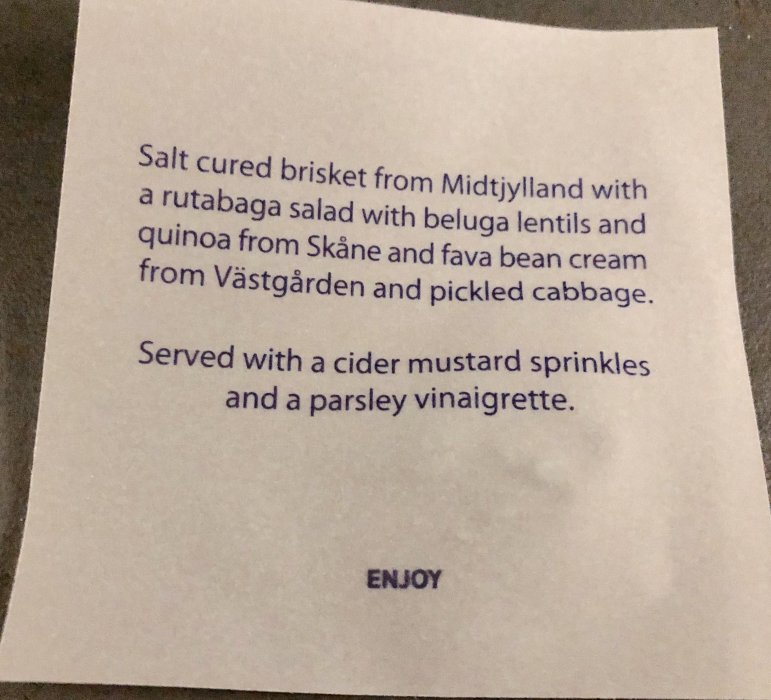 Salt cured brisket from Midtjylland with
a rutabaga salad with beluga lentils and
quinoa from Skåne and fava bean cream
from Västgården and pickled cabbage.
Served with a cider mustard sprinkles
and a parsley vinaigrette.
ENJOY